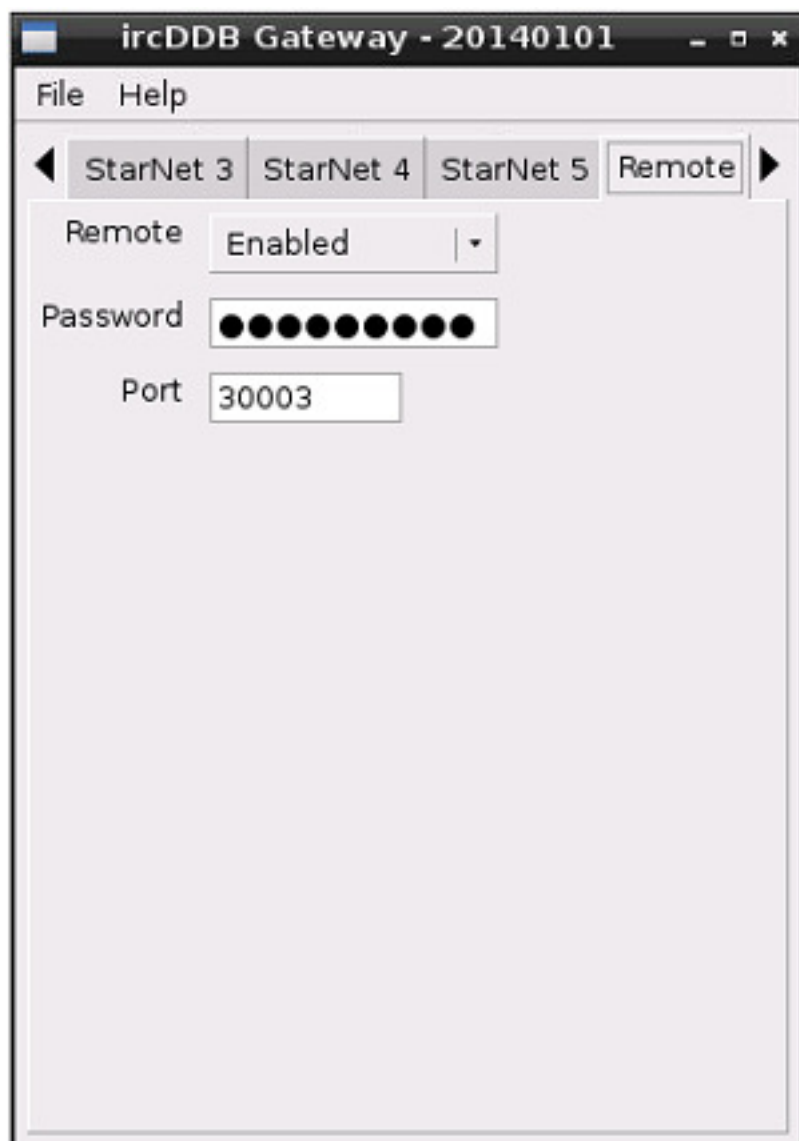 ircDDB Gateway - 20140101
File Help
StarNet 3 StarNet 4 StarNet 5 Remote
Remote Enabled
Password ●●●●●●●●●
Port 30003